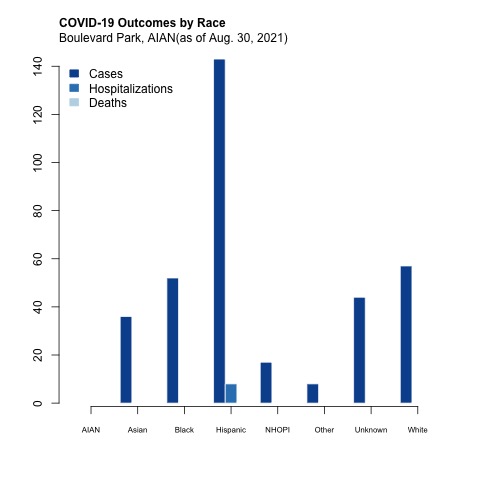 COVID-19 Outcomes by Race
Boulevard Park, AIAN(as of Aug. 30, 2021)
Cases
Hospitalizations
Deaths
140
120
100
80
60
40
20
0
AIAN Asian Black Hispanic NHOPI Other Unknown White